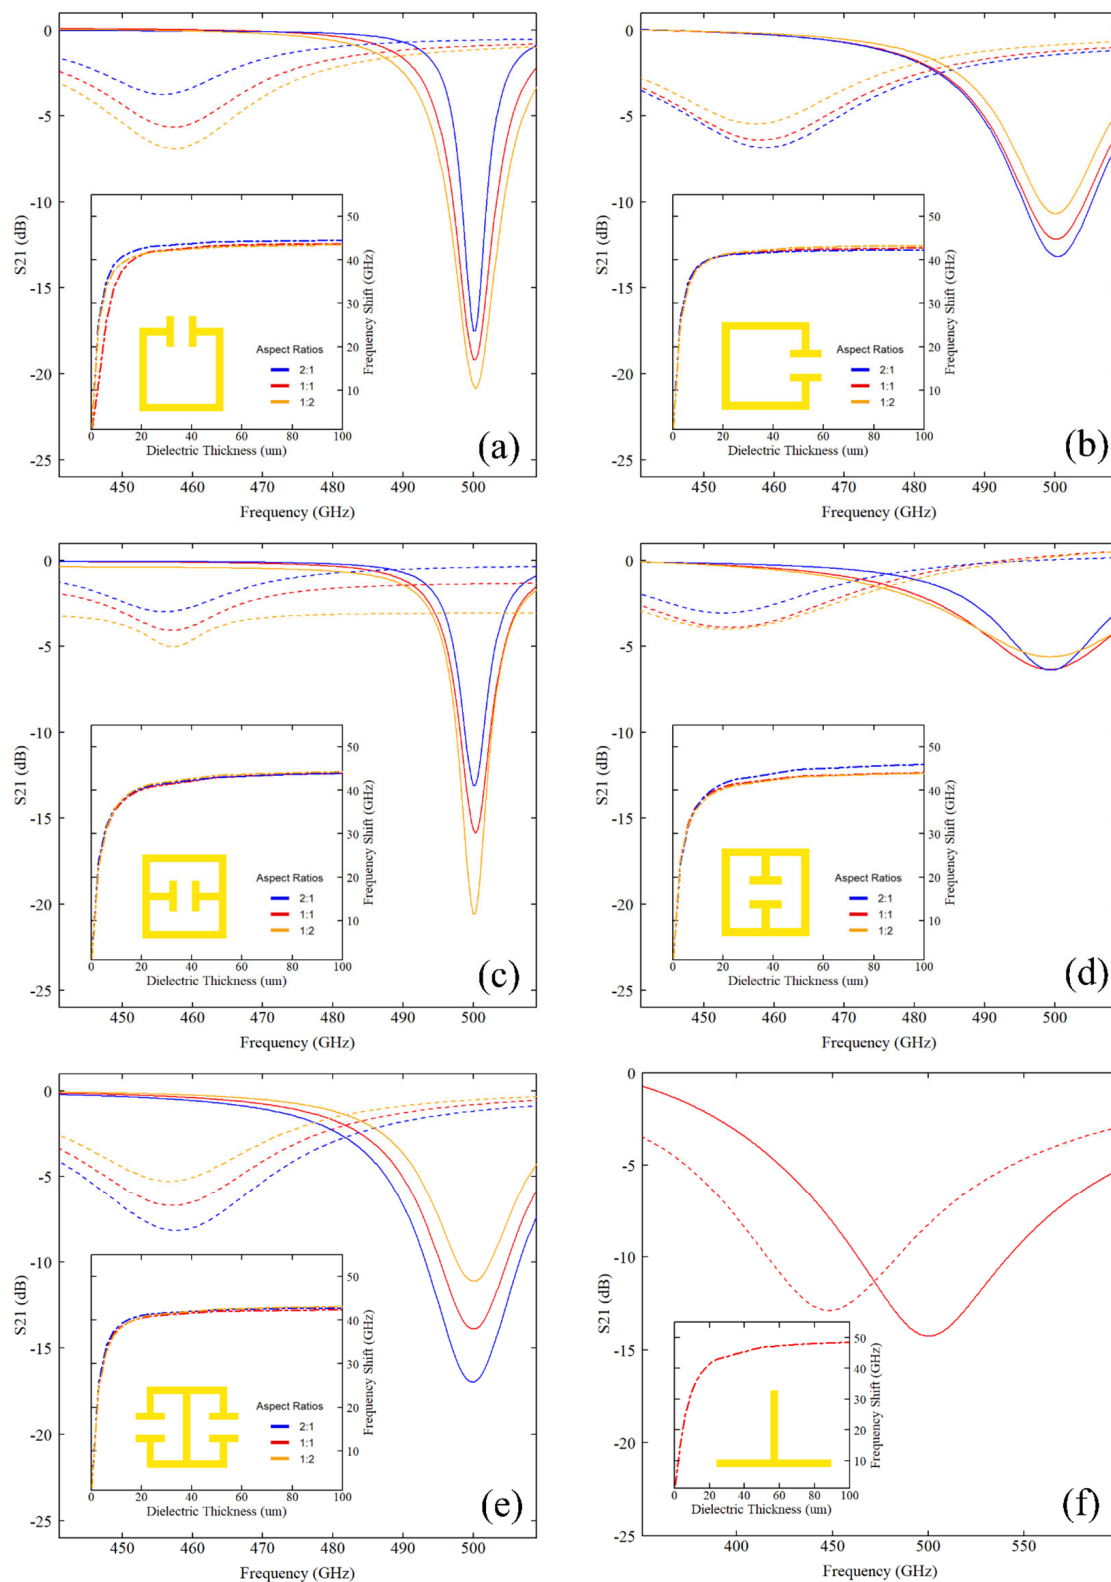 0
-5
-10
-15
-20
-25
S21 (dB)
50
40
30
20
10
Frequency Shift (GHz)
Aspect Ratios
2:1
1:1
1:2
0 20 40 60 80 100
Dielectric Thickness (um)
(a)
450 460 470 480 490 500
Frequency (GHz)
0
-5
-10
-15
-20
-25
S21 (dB)
50
40
30
20
10
Frequency Shift (GHz)
Aspect Ratios
2:1
1:1
1:2
0 20 40 60 80 100
Dielectric Thickness (um)
(b)
450 460 470 480 490 500
Frequency (GHz)
0
-5
-10
-15
-20
-25
S21 (dB)
50
40
30
20
10
Frequency Shift (GHz)
Aspect Ratios
2:1
1:1
1:2
0 20 40 60 80 100
Dielectric Thickness (um)
(c)
450 460 470 480 490 500
Frequency (GHz)
0
-5
-10
-15
-20
-25
S21 (dB)
50
40
30
20
10
Frequency Shift (GHz)
Aspect Ratios
2:1
1:1
1:2
0 20 40 60 80 100
Dielectric Thickness (um)
(d)
450 460 470 480 490 500
Frequency (GHz)
0
-5
-10
-15
-20
-25
S21 (dB)
50
40
30
20
10
Frequency Shift (GHz)
Aspect Ratios
2:1
1:1
1:2
0 20 40 60 80 100
Dielectric Thickness (um)
(e)
450 460 470 480 490 500
Frequency (GHz)
0
-5
-10
-15
-20
-25
S21 (dB)
50
40
30
20
10
Frequency Shift (GHz)
0 20 40 60 80 100
Dielectric Thickness (um)
(f)
400 450 500 550
Frequency (GHz)